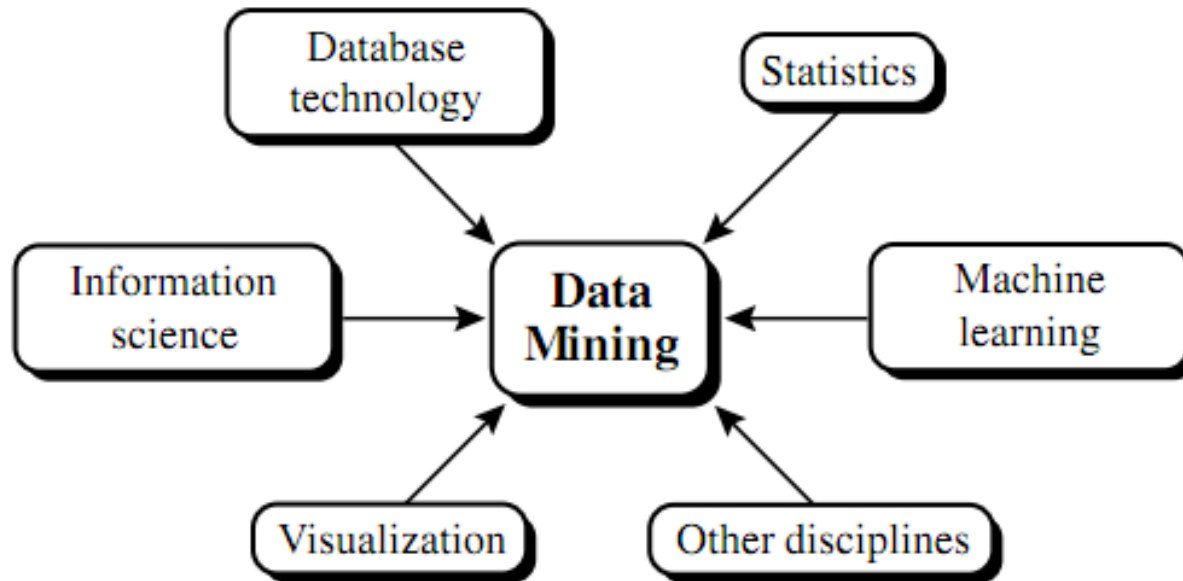 Database
technology
Statistics
Information
science
Data
Mining
Machine
learning
Visualization
Other disciplines